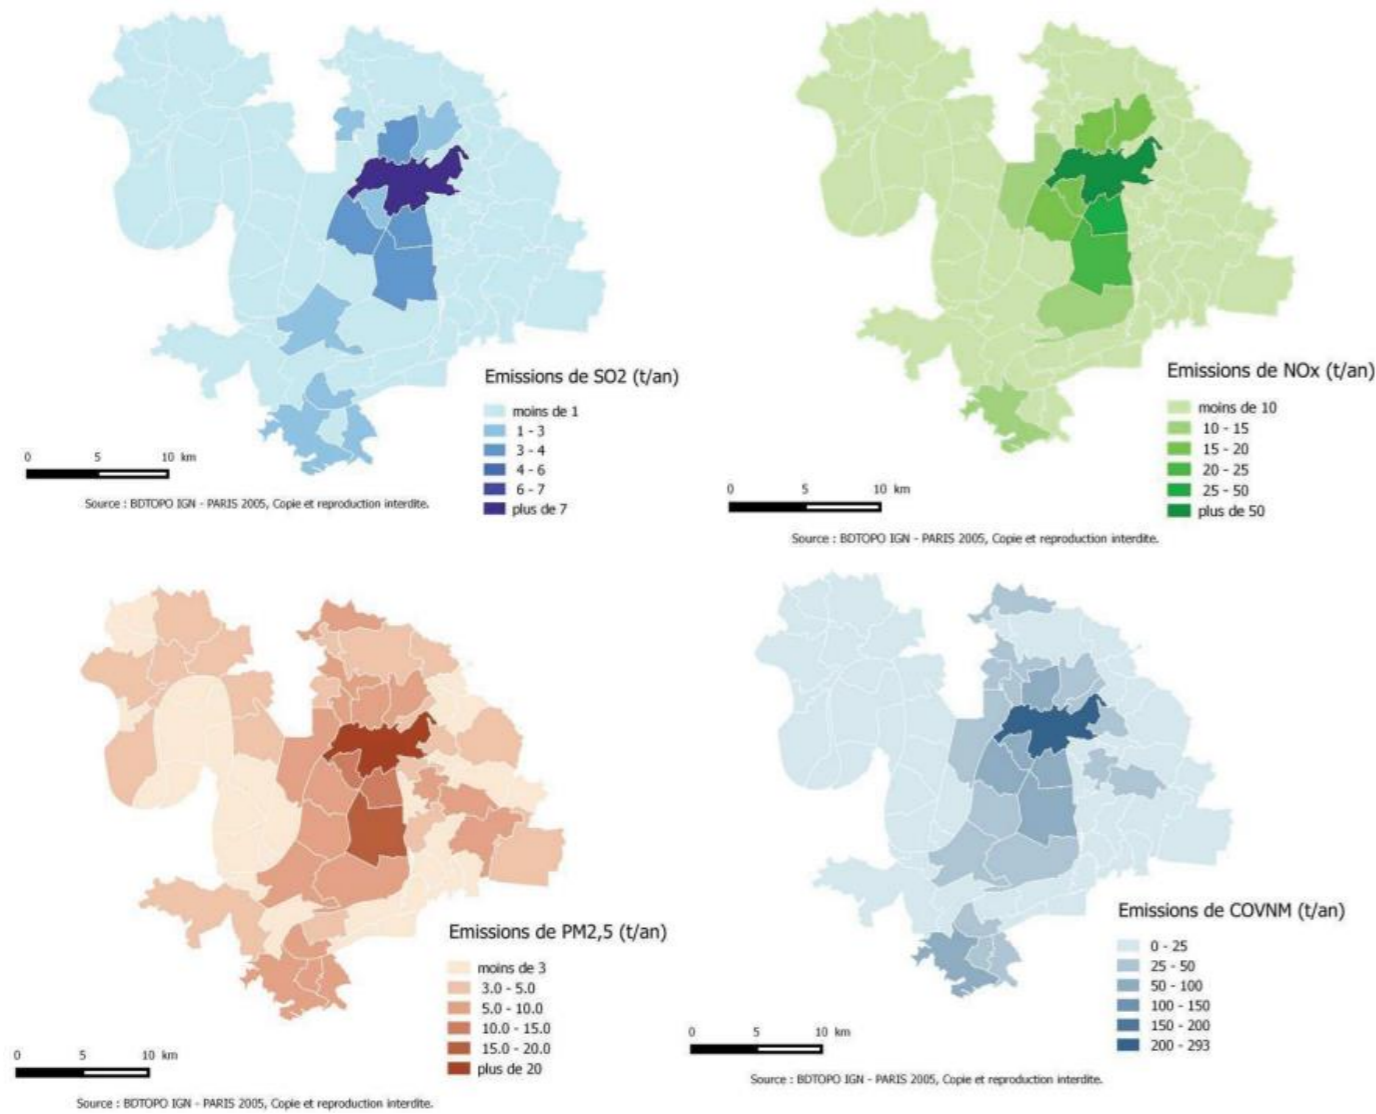 Emissions de SO2 (t/an)
moins de 1
1 - 3
3 - 4
4 - 6
6 - 7
plus de 7
0 5 10 km
Source : BDTOPO IGN - PARIS 2005, Copie et reproduction interdite.
Emissions de NOx (t/an)
moins de 10
10 - 15
15 - 20
20 - 25
25 - 50
plus de 50
0 5 10 km
Source : BDTOPO IGN - PARIS 2005, Copie et reproduction interdite.
Emissions de PM2,5 (t/an)
moins de 3
3.0 - 5.0
5.0 - 10.0
10.0 - 15.0
15.0 - 20.0
plus de 20
0 5 10 km
Source : BDTOPO IGN - PARIS 2005, Copie et reproduction interdite.
Emissions de COVNM (t/an)
0 - 25
25 - 50
50 - 100
100 - 150
150 - 200
200 - 293
0 5 10 km
Source : BDTOPO IGN - PARIS 2005, Copie et reproduction interdite.